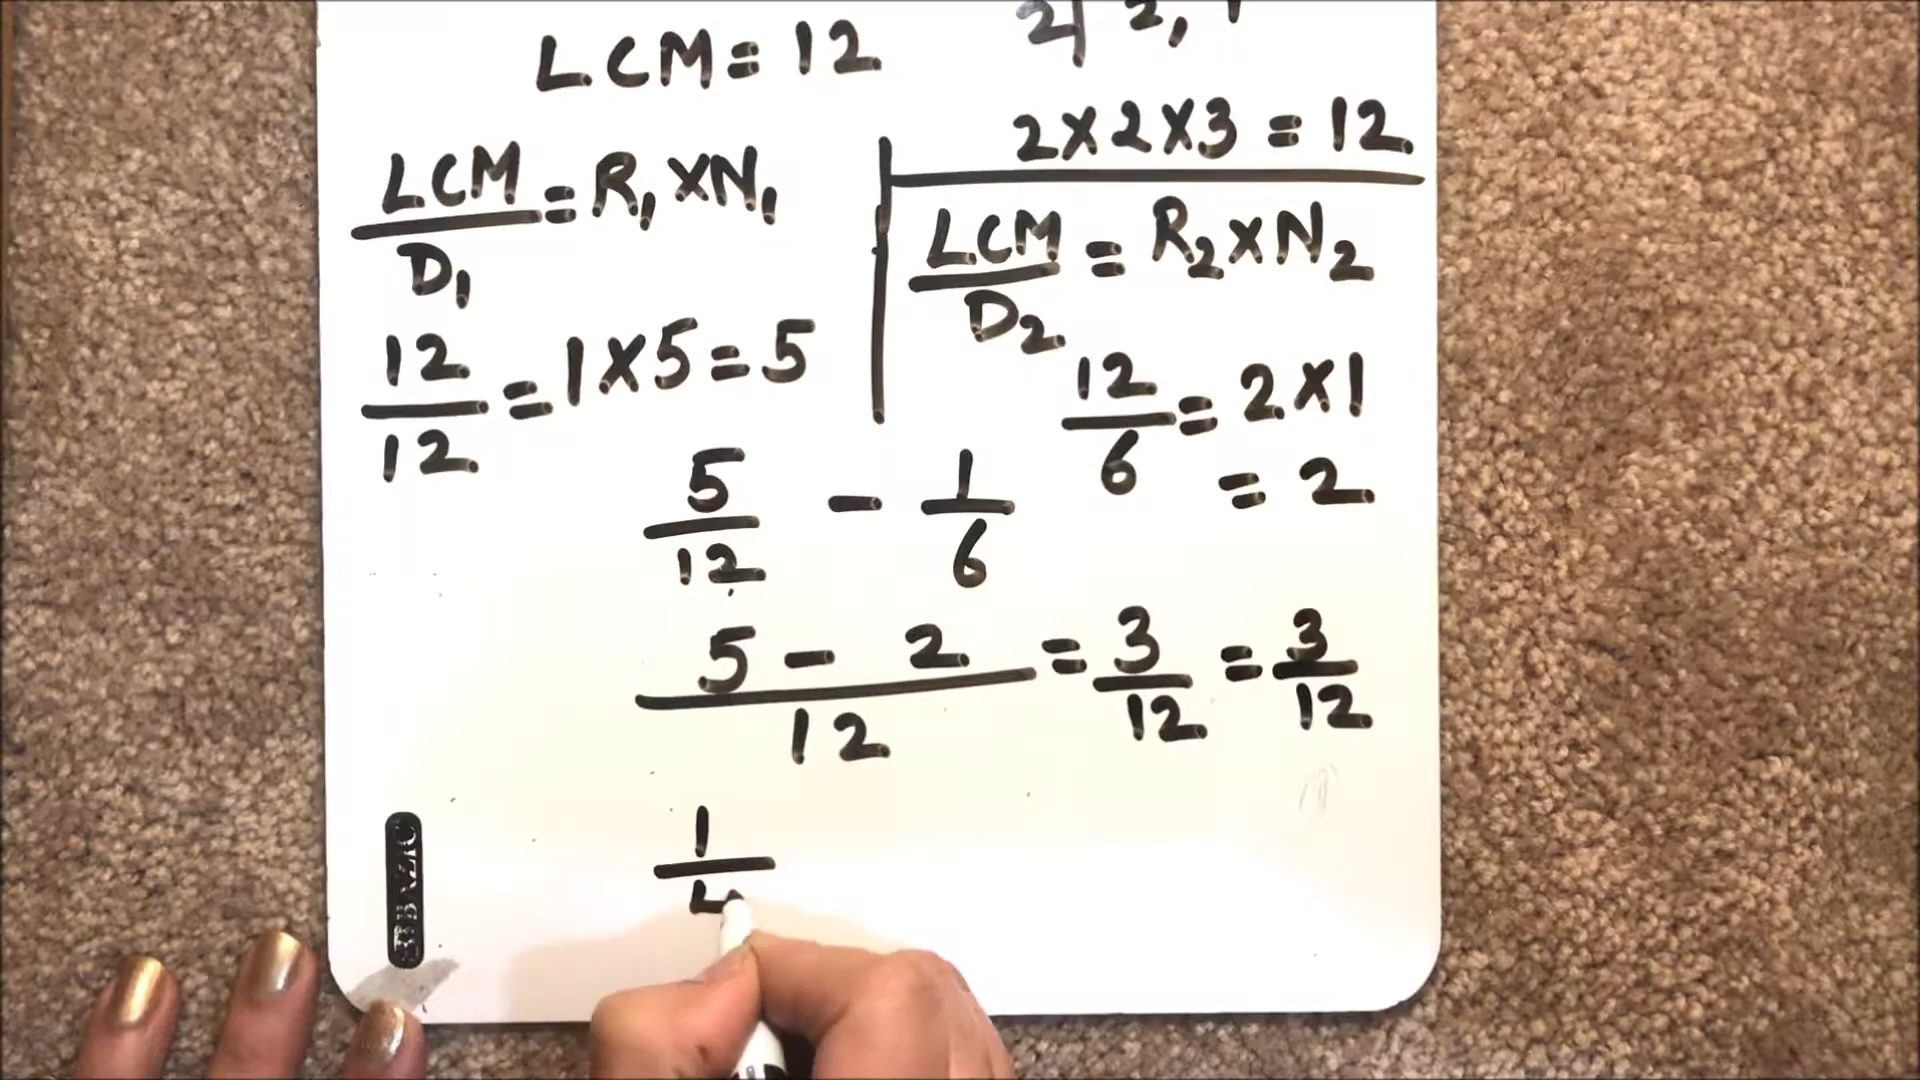 LCM = 12
2 2, 1
2×2×3 = 12
LCM/D₁ = R₁ × N₁
LCM/D₂ = R₂ × N₂
12/12 = 1 × 5 = 5
12/6 = 2 × 1
= 2
5/12 - 1/6
5 - 2/12 = 3/12 = 3/12
1/4